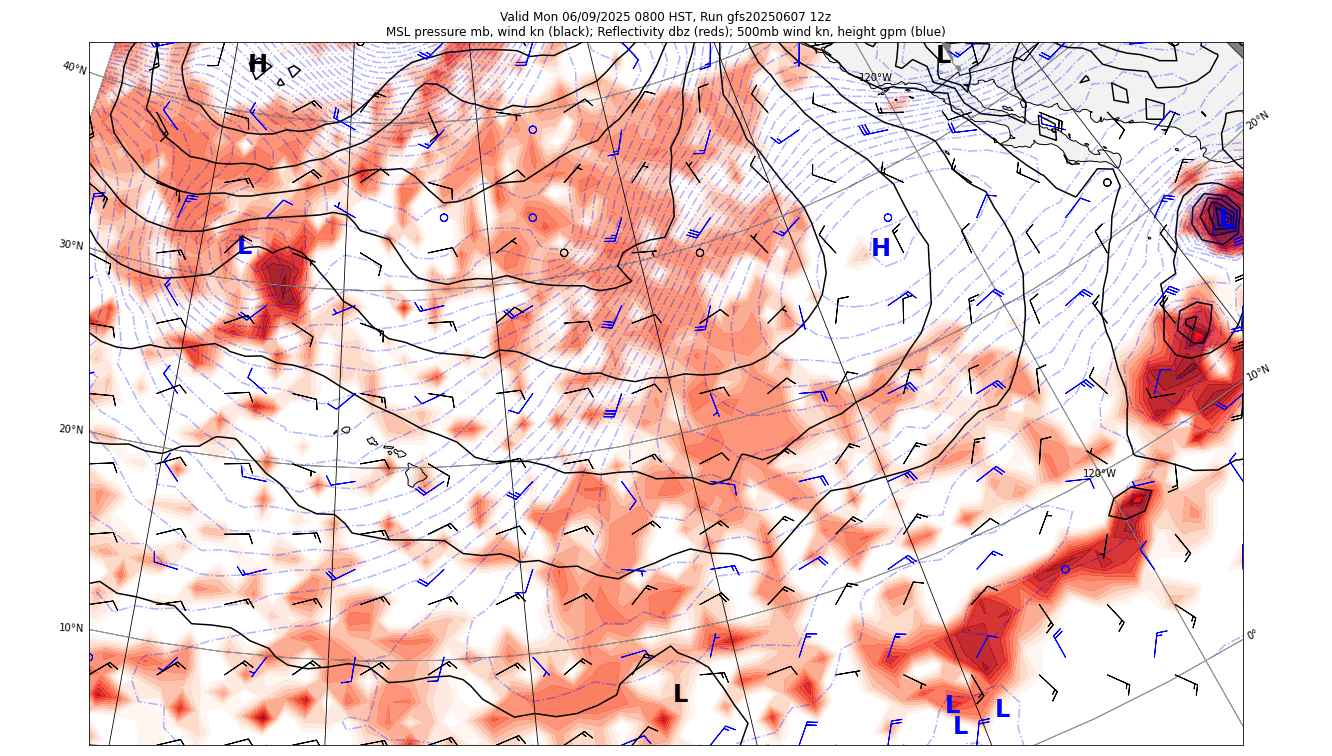 Valid Mon 06/09/2025 0800 HST, Run gfs20250607 12z
MSL pressure mb, wind kn (black); Reflectivity dbz (reds); 500mb wind kn, height gpm (blue)
H
L
40°N
120°W
20°N
30°N
L
H
L
10°N
20°N
120°W
10°N
0°
L
L
L
L